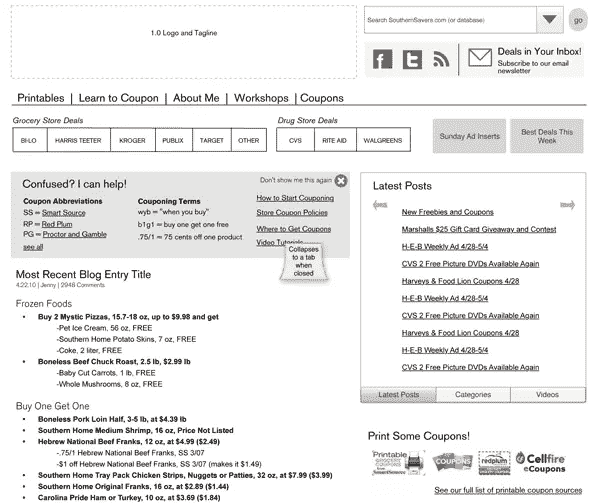 1.0 Logo and Tagline
Search SouthernSavers.com (or database)
go
Deals in Your Inbox!
Subscribe to our email
newsletter
Printables | Learn to Coupon | About Me | Workshops | Coupons
Grocery Store Deals
BI-LO HARRIS TEETER KROGER PUBLIX TARGET OTHER
Drug Store Deals
CVS RITE AID WALGREENS
Sunday Ad Inserts
Best Deals This
Week
Confused? I can help!
Don't show me this again
Coupon Abbreviations
SS = Smart Source
RP = Red Plum
PG = Proctor and Gamble
see all
Couponing Terms
wyb = "when you buy"
b1g1 = buy one get one free
.75/1 = 75 cents off one product
How to Start Couponing
Store Coupon Policies
Where to Get Coupons
Video Tutorials
Collapses
to a tab
when
closed
Most Recent Blog Entry Title
4.22.10 | Jenny | 2948 Comments
Frozen Foods
• Buy 2 Mystic Pizzas, 15.7-18 oz, up to $9.98 and get
-Pet Ice Cream, 56 oz, FREE
-Southern Home Potato Skins, 7 oz, FREE
-Coke, 2 liter, FREE
• Boneless Beef Chuck Roast, 2.5 lb, $2.99 lb
-Baby Cut Carrots, 1 lb, FREE
-Whole Mushrooms, 8 oz, FREE
Buy One Get One
• Boneless Pork Loin Half, 3-5 lb, at $4.39 lb
• Southern Home Medium Shrimp, 16 oz, Price Not Listed
• Hebrew National Beef Franks, 12 oz, at $4.99 ($2.49)
-.75/1 Hebrew National Beef Franks, SS 3/07
-$1 off Hebrew National Beef Franks, SS 3/07 (makes it $1.49)
• Southern Home Tray Pack Chicken Strips, Nuggets or Patties, 32 oz, at $7.99 ($3.99)
• Southern Home Original Franks, 16 oz, at $2.89 ($1.44)
• Carolina Pride Ham or Turkey, 10 oz, at $3.69 ($1.84)
Latest Posts
New Freebies and Coupons
Marshalls $25 Gift Card Giveaway and Contest
H-E-B Weekly Ad 4/28-5/4
CVS 2 Free Picture DVDs Available Again
Harveys & Food Lion Coupons 4/28
H-E-B Weekly Ad 4/28-5/4
CVS 2 Free Picture DVDs Available Again
Harveys & Food Lion Coupons 4/28
H-E-B Weekly Ad 4/28-5/4
CVS 2 Free Picture DVDs Available Again
Latest Posts Categories Videos
Print Some Coupons!
Printable
GROCERY
COUPONS
COUPONS
redplum
Cellfire
eCoupons
See our full list of printable coupon sources